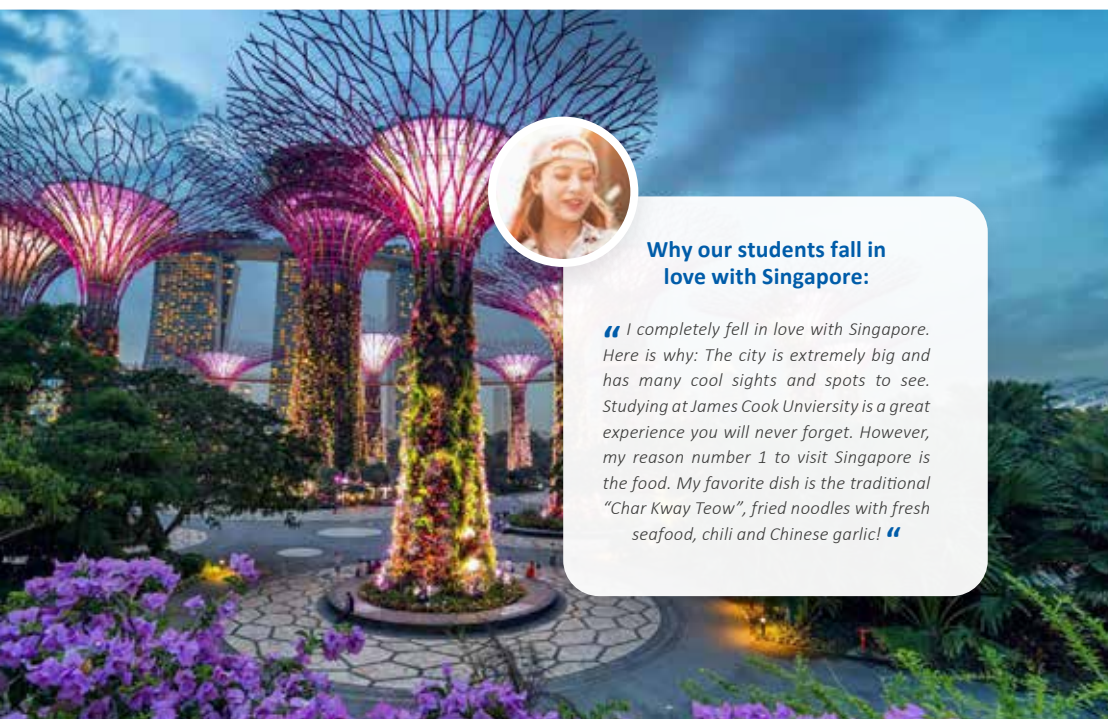 Why our students fall in
love with Singapore:
“ I completely fell in love with Singapore.
Here is why: The city is extremely big and
has many cool sights and spots to see.
Studying at James Cook Unviersity is a great
experience you will never forget. However,
my reason number 1 to visit Singapore is
the food. My favorite dish is the traditional
“Char Kway Teow”, fried noodles with fresh
seafood, chili and Chinese garlic! “